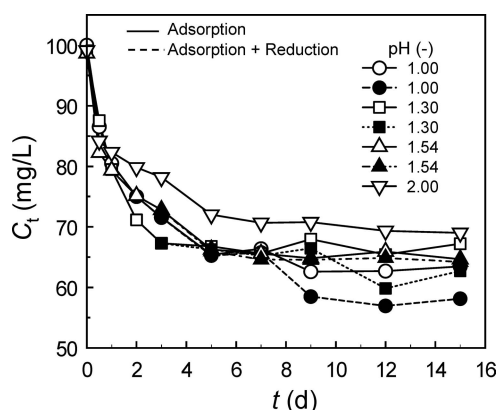 Adsorption
Adsorption + Reduction
pH (-)
1.00
1.00
1.30
1.30
1.54
1.54
2.00
100
90
80
70
60
50
Cₜ (mg/L)
0 2 4 6 8 10 12 14 16
t (d)